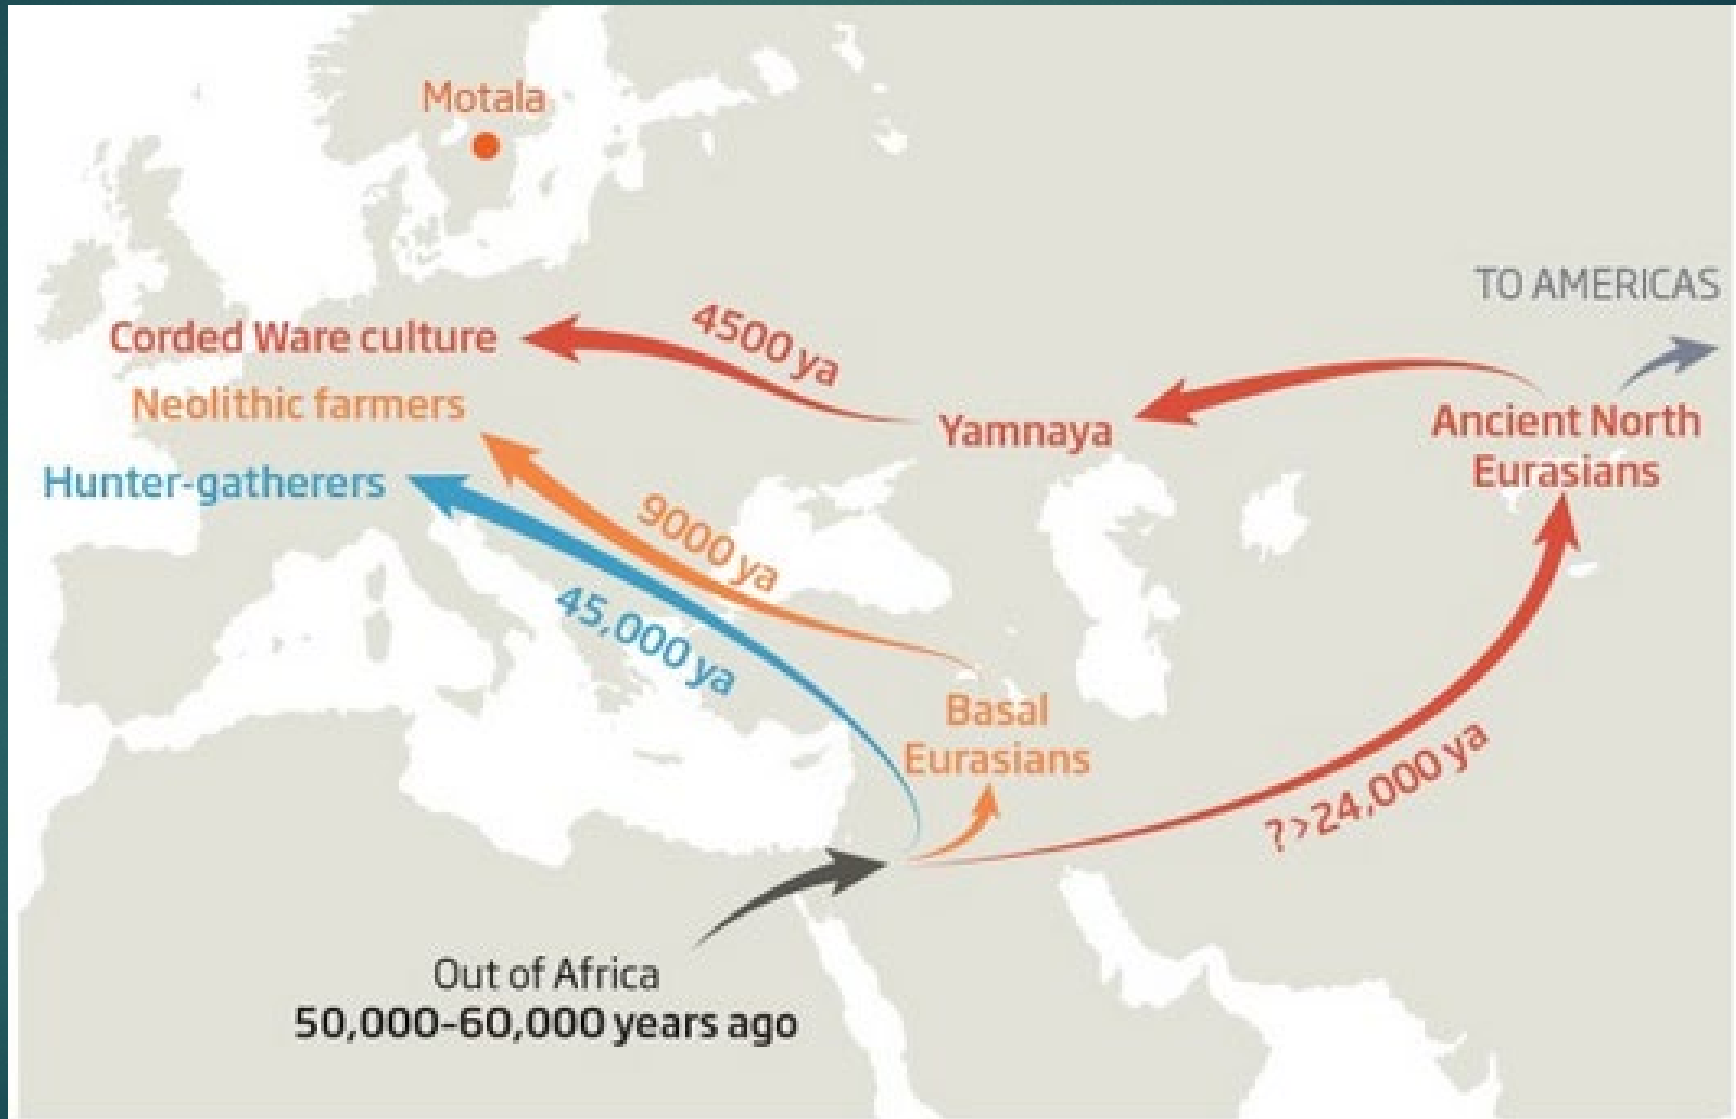 Motala
TO AMERICAS
4500 ya
Corded Ware culture
Neolithic farmers
Yamnaya
Ancient North
Eurasians
Hunter-gatherers
9000 ya
45,000 ya
Basal
Eurasians
?>24,000 ya
Out of Africa
50,000-60,000 years ago